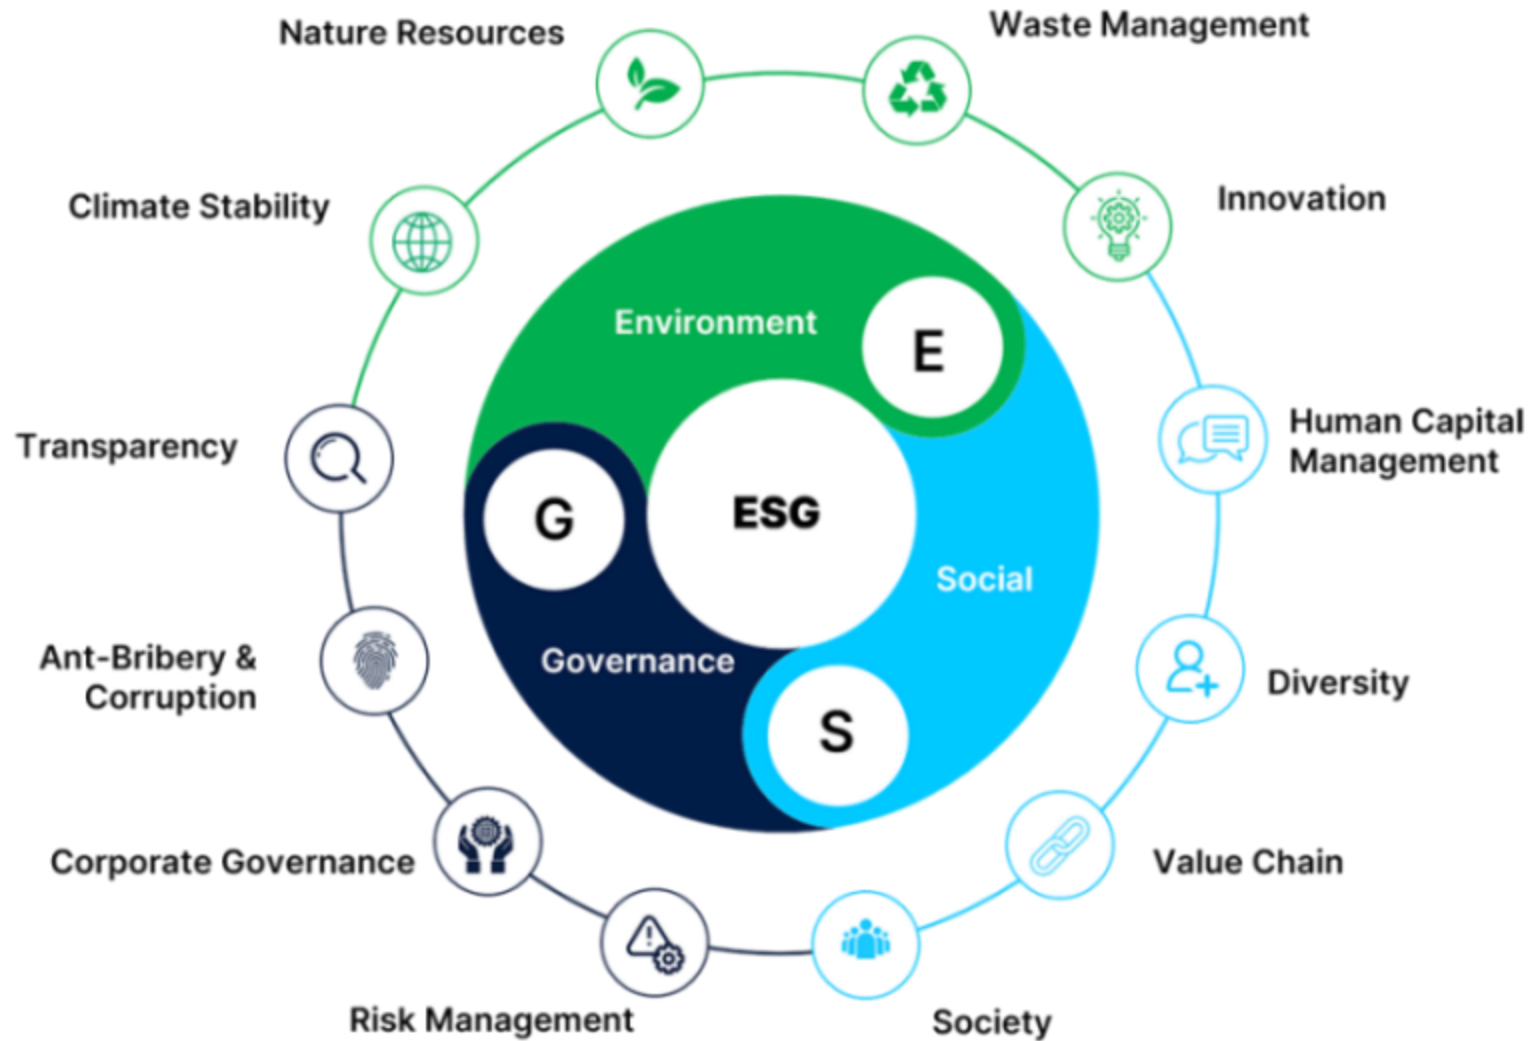 Nature Resources
Waste Management
Climate Stability
Innovation
Environment
E
Transparency
Human Capital
Management
G
ESG
Social
Ant-Bribery &
Corruption
Governance
Diversity
S
Corporate Governance
Value Chain
Risk Management
Society